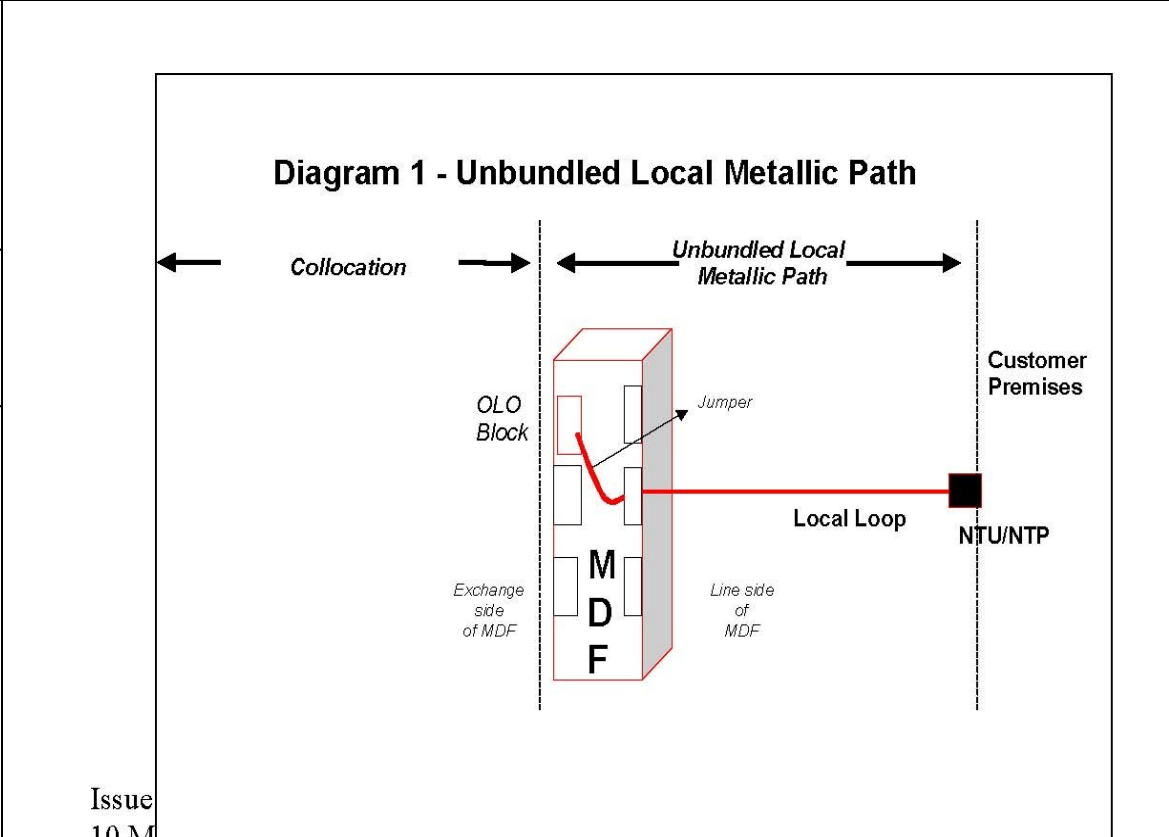 Diagram 1 - Unbundled Local Metallic Path
Collocation
Unbundled Local
Metallic Path
Customer
Premises
OLO
Block
Jumper
Local Loop
NTU/NTP
Exchange
side
of MDF
M
D
F
Line side
of
MDF
Issue
10 M